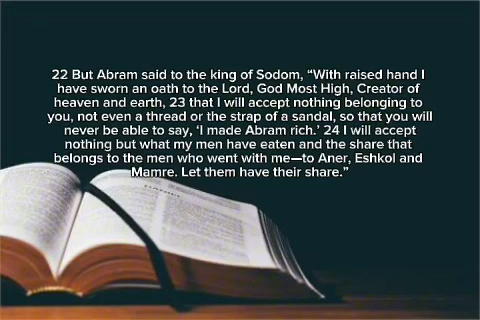 22 But Abram said to the king of Sodom, “With raised hand I
have sworn an oath to the Lord, God Most High, Creator of
heaven and earth, 23 that I will accept nothing belonging to
you, not even a thread or the strap of a sandal, so that you will
never be able to say, ‘I made Abram rich.’ 24 I will accept
nothing but what my men have eaten and the share that
belongs to the men who went with me—to Aner, Eshkol and
Mamre. Let them have their share.”